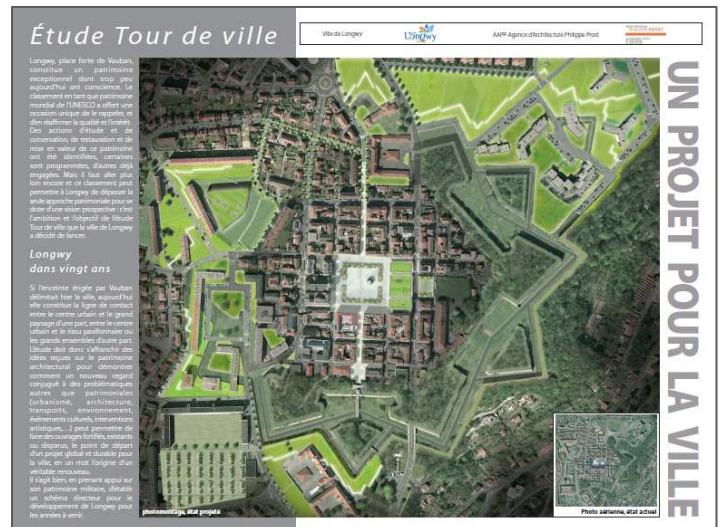 Étude Tour de ville
Ville de Longwy
Longwy
AAPP-Agence d'Architecture Philippe Prost
Longwy, place forte de Vauban,
constitue un patrimoine
exceptionnel dont trop peu
aujourd'hui ont conscience. Le
classement en tant que patrimoine
mondial de l'UNESCO a offert une
occasion unique de le rappeler, et
d'en réaffirmer la qualité et l'intérêt.
Des actions d'étude et de
conservation, de restauration et de
mise en valeur de ce patrimoine
ont été identifiées, certaines
sont programmées, d'autres déjà
engagées. Mais il faut aller plus
loin encore et ce classement peut
permettre à Longwy de dépasser la
seule approche patrimoniale pour se
doter d'une vision prospective : c'est
l'ambition et l'objectif de l'étude
Tour de ville que la ville de Longwy
a décidé de lancer.
Longwy
dans vingt ans
Si l'enceinte érigée par Vauban
délimitait hier la ville, aujourd'hui
elle constitue la ligne de contact
entre le centre urbain et le grand
paysage d'une part, entre le centre
urbain et le tissu pavillonnaire ou
les grands ensembles d'autre part.
L'étude doit donc s'affranchir des
idées reçues sur le patrimoine
architectural pour démontrer
comment un nouveau regard
conjugué à des problématiques
autres que patrimoniales
(urbanisme, architecture,
transports, environnement,
événements culturels, interventions
artistiques,...) peut permettre de
faire des ouvrages fortifiés, existants
ou disparus, le point de départ
d'un projet global et durable pour
la ville, en un mot l'origine d'un
véritable renouveau.
Il s'agit bien, en prenant appui sur
son patrimoine militaire, d'établir
un schéma directeur pour le
développement de Longwy pour
les années à venir.
photomontage, état projeté
Photo aérienne, état actuel
UN PROJET POUR LA VILLE